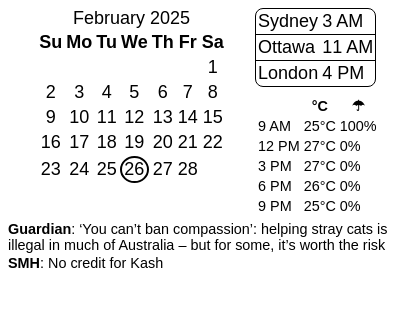 February 2025
Su Mo Tu We Th Fr Sa
1
2 3 4 5 6 7 8
9 10 11 12 13 14 15
16 17 18 19 20 21 22
23 24 25 26 27 28
Sydney 3 AM
Ottawa 11 AM
London 4 PM
°C ☂
9 AM 25°C 100%
12 PM 27°C 0%
3 PM 27°C 0%
6 PM 26°C 0%
9 PM 25°C 0%
Guardian: ‘You can’t ban compassion’: helping stray cats is
illegal in much of Australia – but for some, it’s worth the risk
SMH: No credit for Kash